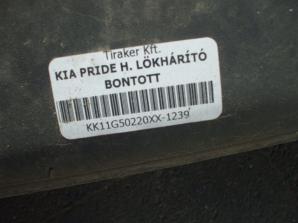 Tiraker Kft.
KIA PRIDE H. LÖKHÁRÍTÓ
BONTOTT
KK11G50220XX-1239